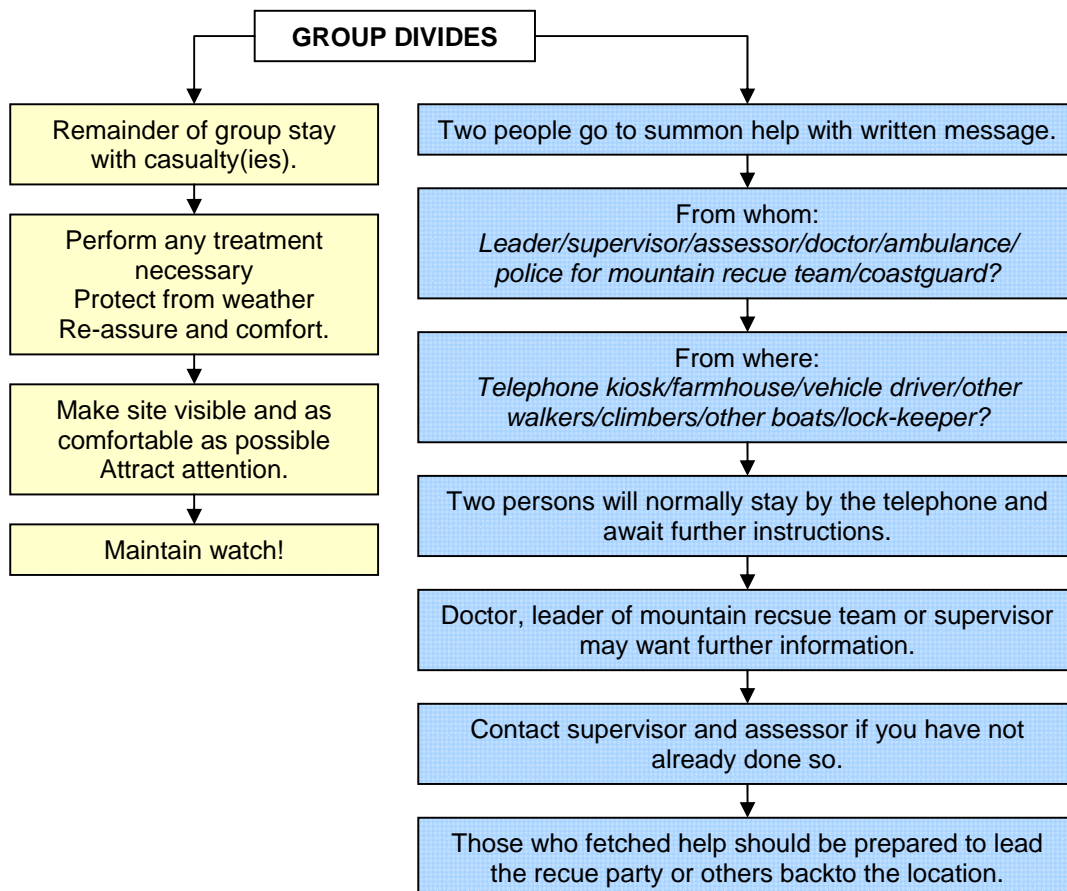 GROUP DIVIDES
Remainder of group stay
with casualty(ies).
Perform any treatment
necessary
Protect from weather
Re-assure and comfort.
Make site visible and as
comfortable as possible
Attract attention.
Maintain watch!
Two people go to summon help with written message.
From whom:
Leader/supervisor/assessor/doctor/ambulance/
police for mountain recue team/coastguard?
From where:
Telephone kiosk/farmhouse/vehicle driver/other
walkers/climbers/other boats/lock-keeper?
Two persons will normally stay by the telephone and
await further instructions.
Doctor, leader of mountain recsue team or supervisor
may want further information.
Contact supervisor and assessor if you have not
already done so.
Those who fetched help should be prepared to lead
the recue party or others backto the location.